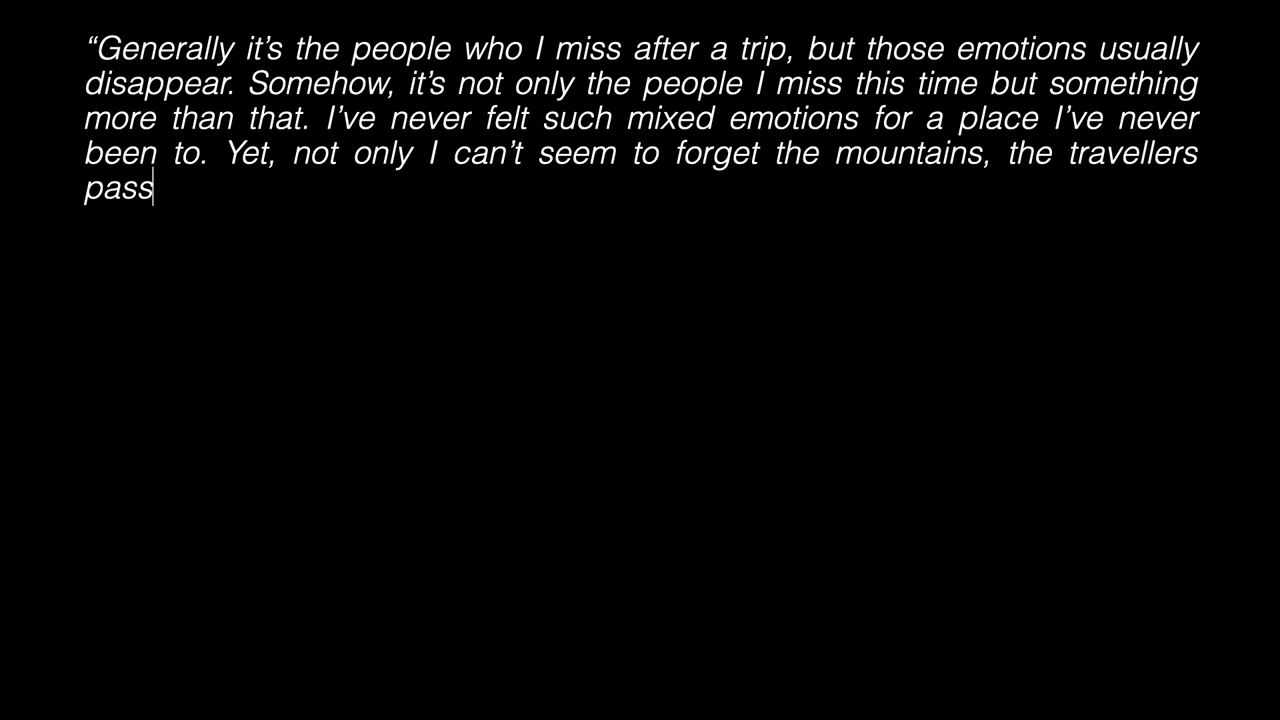 “Generally it’s the people who I miss after a trip, but those emotions usually
disappear. Somehow, it’s not only the people I miss this time but something
more than that. I’ve never felt such mixed emotions for a place I’ve never
been to. Yet, not only I can’t seem to forget the mountains, the travellers
pass